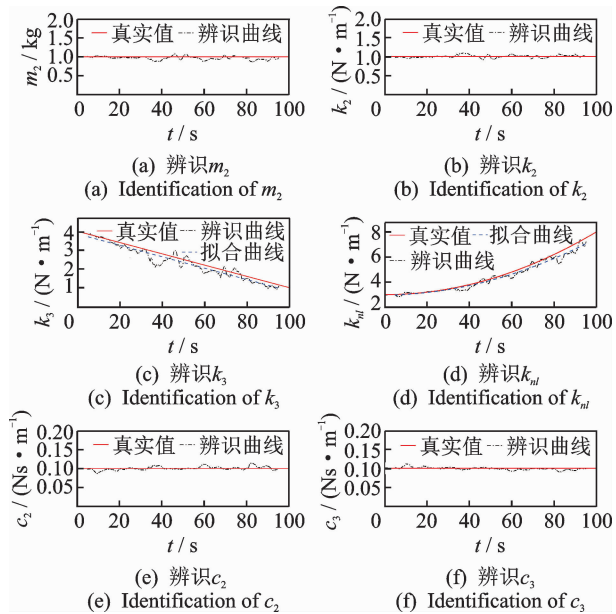 m₂ / kg
2.0
1.5
1.0
0.5
真实值 辨识曲线
0 20 40 60 80 100
t / s
(a) 辨识m₂
(a) Identification of m₂
k₂ / (N·m⁻¹)
2.0
1.5
1.0
0.5
真实值 辨识曲线
0 20 40 60 80 100
t / s
(b) 辨识k₂
(b) Identification of k₂
k₃ / (N·m⁻¹)
4
3
2
1
真实值 辨识曲线
拟合曲线
0 20 40 60 80 100
t / s
(c) 辨识k₃
(c) Identification of k₃
kₙₗ / (N·m⁻¹)
8
6
4
2
真实值 拟合曲线
辨识曲线
0 20 40 60 80 100
t / s
(d) 辨识kₙₗ
(d) Identification of kₙₗ
c₂ / (Ns·m⁻¹)
0.20
0.15
0.10
0.05
真实值 辨识曲线
0 20 40 60 80 100
t / s
(e) 辨识c₂
(e) Identification of c₂
c₃ / (Ns·m⁻¹)
0.20
0.15
0.10
0.05
真实值 辨识曲线
0 20 40 60 80 100
t / s
(f) 辨识c₃
(f) Identification of c₃